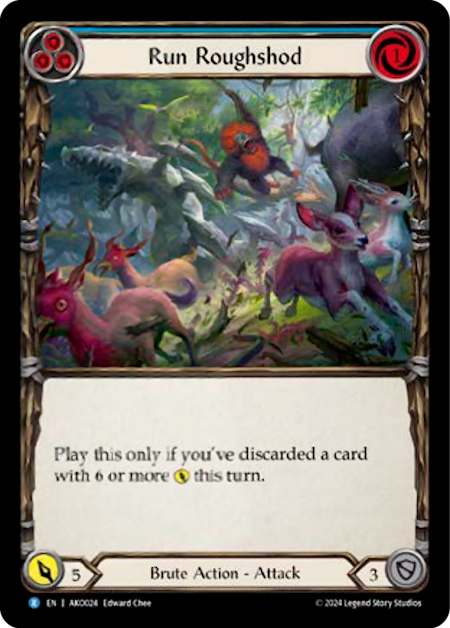 Run Roughshod
1
Play this only if you've discarded a card
with 6 or more this turn.
5
Brute Action - Attack
3
R EN | AKO024 Edward Chee
© 2024 Legend Story Studios